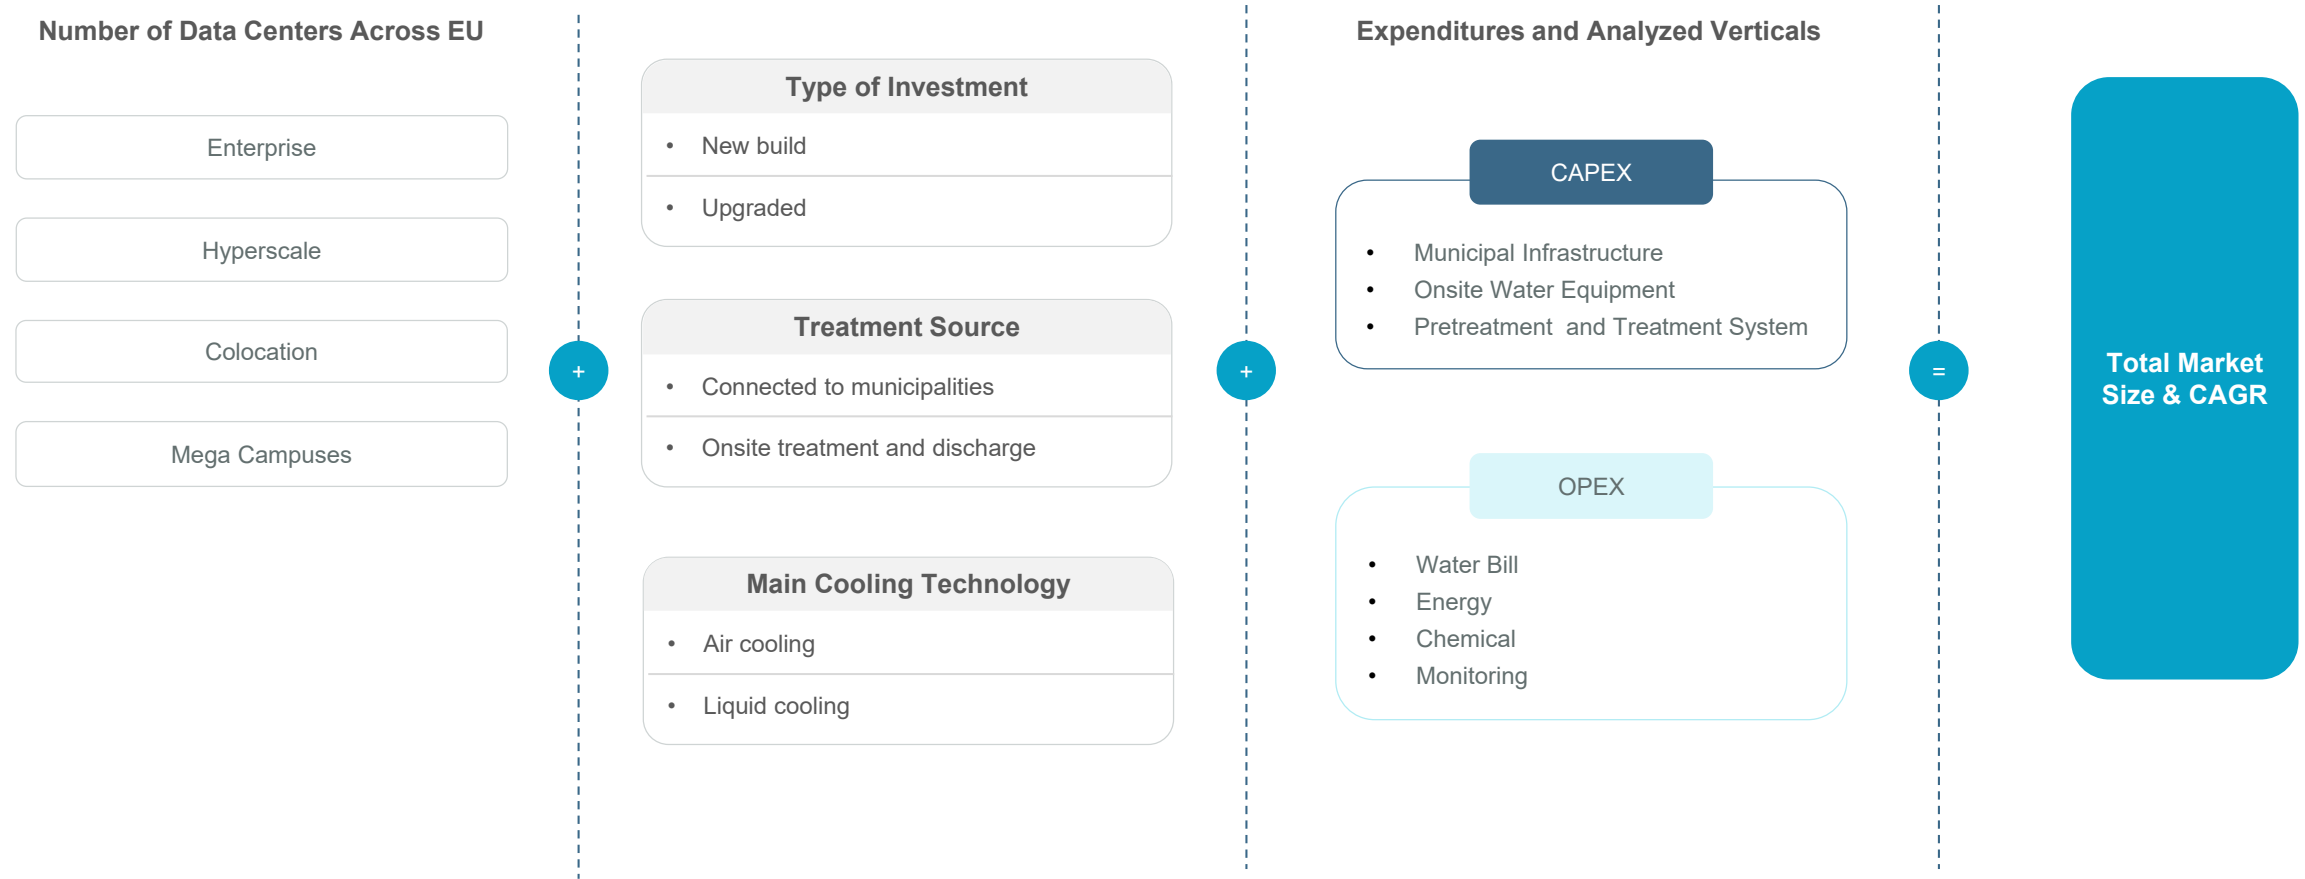 Number of Data Centers Across EU
Enterprise
Hyperscale
Colocation
Mega Campuses
+
Type of Investment
• New build
• Upgraded
Treatment Source
• Connected to municipalities
• Onsite treatment and discharge
Main Cooling Technology
• Air cooling
• Liquid cooling
+
Expenditures and Analyzed Verticals
CAPEX
• Municipal Infrastructure
• Onsite Water Equipment
• Pretreatment  and Treatment System
OPEX
• Water Bill
• Energy
• Chemical
• Monitoring
=
Total Market
Size & CAGR